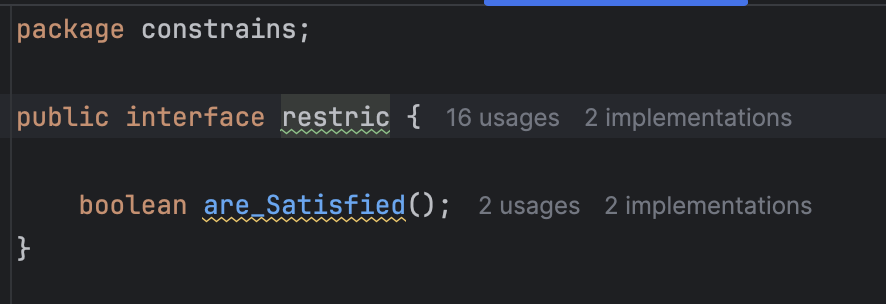 package constrains;
public interface restric { 16 usages 2 implementations
boolean are_Satisfied(); 2 usages 2 implementations
}